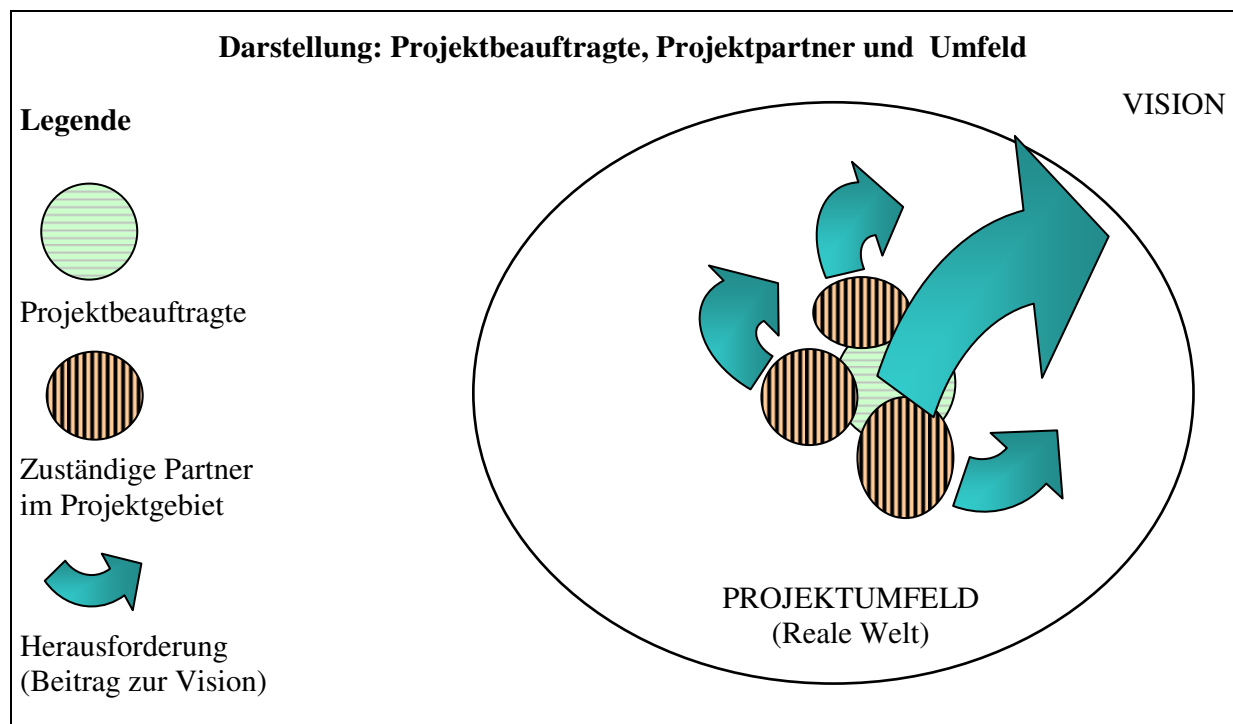 Darstellung: Projektbeauftragte, Projektpartner und Umfeld
VISION
Legende
Projektbeauftragte
Zuständige Partner
im Projektgebiet
Herausforderung
(Beitrag zur Vision)
PROJEKTUMFELD
(Reale Welt)